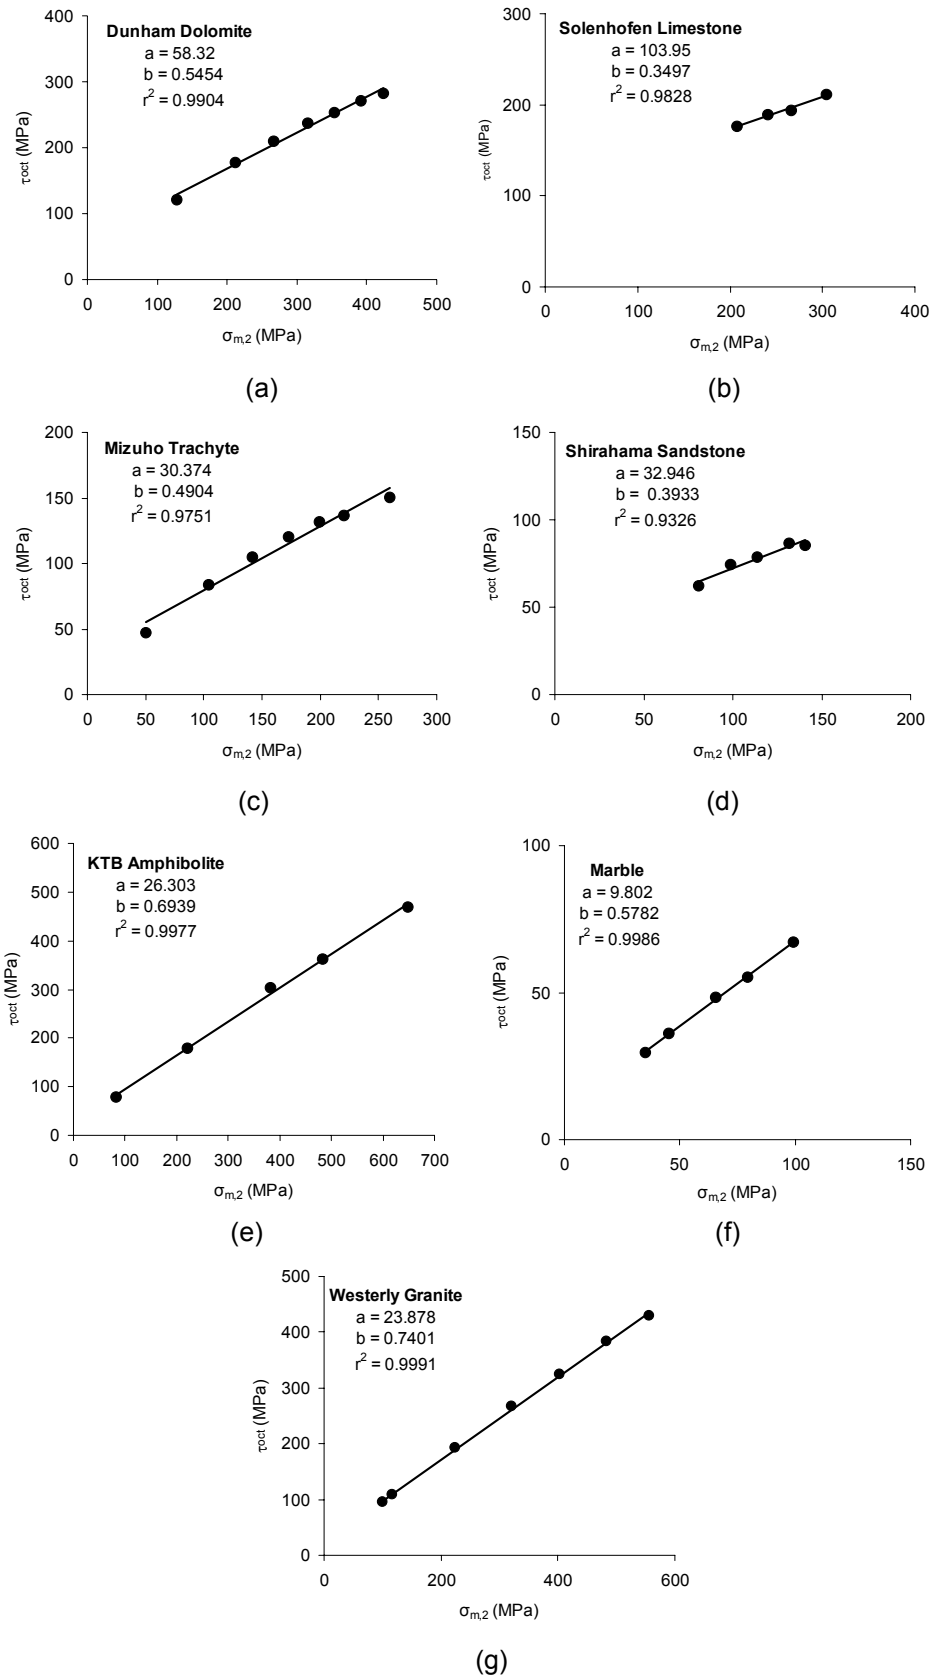 Dunham Dolomite
a = 58.32
b = 0.5454
r² = 0.9904
400
300
200
100
0
τoct (MPa)
0 100 200 300 400 500
σm,2 (MPa)
(a)
Solenhofen Limestone
a = 103.95
b = 0.3497
r² = 0.9828
300
200
100
0
τoct (MPa)
0 100 200 300 400
σm,2 (MPa)
(b)
Mizuho Trachyte
a = 30.374
b = 0.4904
r² = 0.9751
200
150
100
50
0
τoct (MPa)
0 50 100 150 200 250 300
σm,2 (MPa)
(c)
Shirahama Sandstone
a = 32.946
b = 0.3933
r² = 0.9326
150
100
50
0
τoct (MPa)
0 50 100 150 200
σm,2 (MPa)
(d)
KTB Amphibolite
a = 26.303
b = 0.6939
r² = 0.9977
600
500
400
300
200
100
0
τoct (MPa)
0 100 200 300 400 500 600 700
σm,2 (MPa)
(e)
Marble
a = 9.802
b = 0.5782
r² = 0.9986
100
50
0
τoct (MPa)
0 50 100 150
σm,2 (MPa)
(f)
Westerly Granite
a = 23.878
b = 0.7401
r² = 0.9991
500
400
300
200
100
0
τoct (MPa)
0 200 400 600
σm,2 (MPa)
(g)